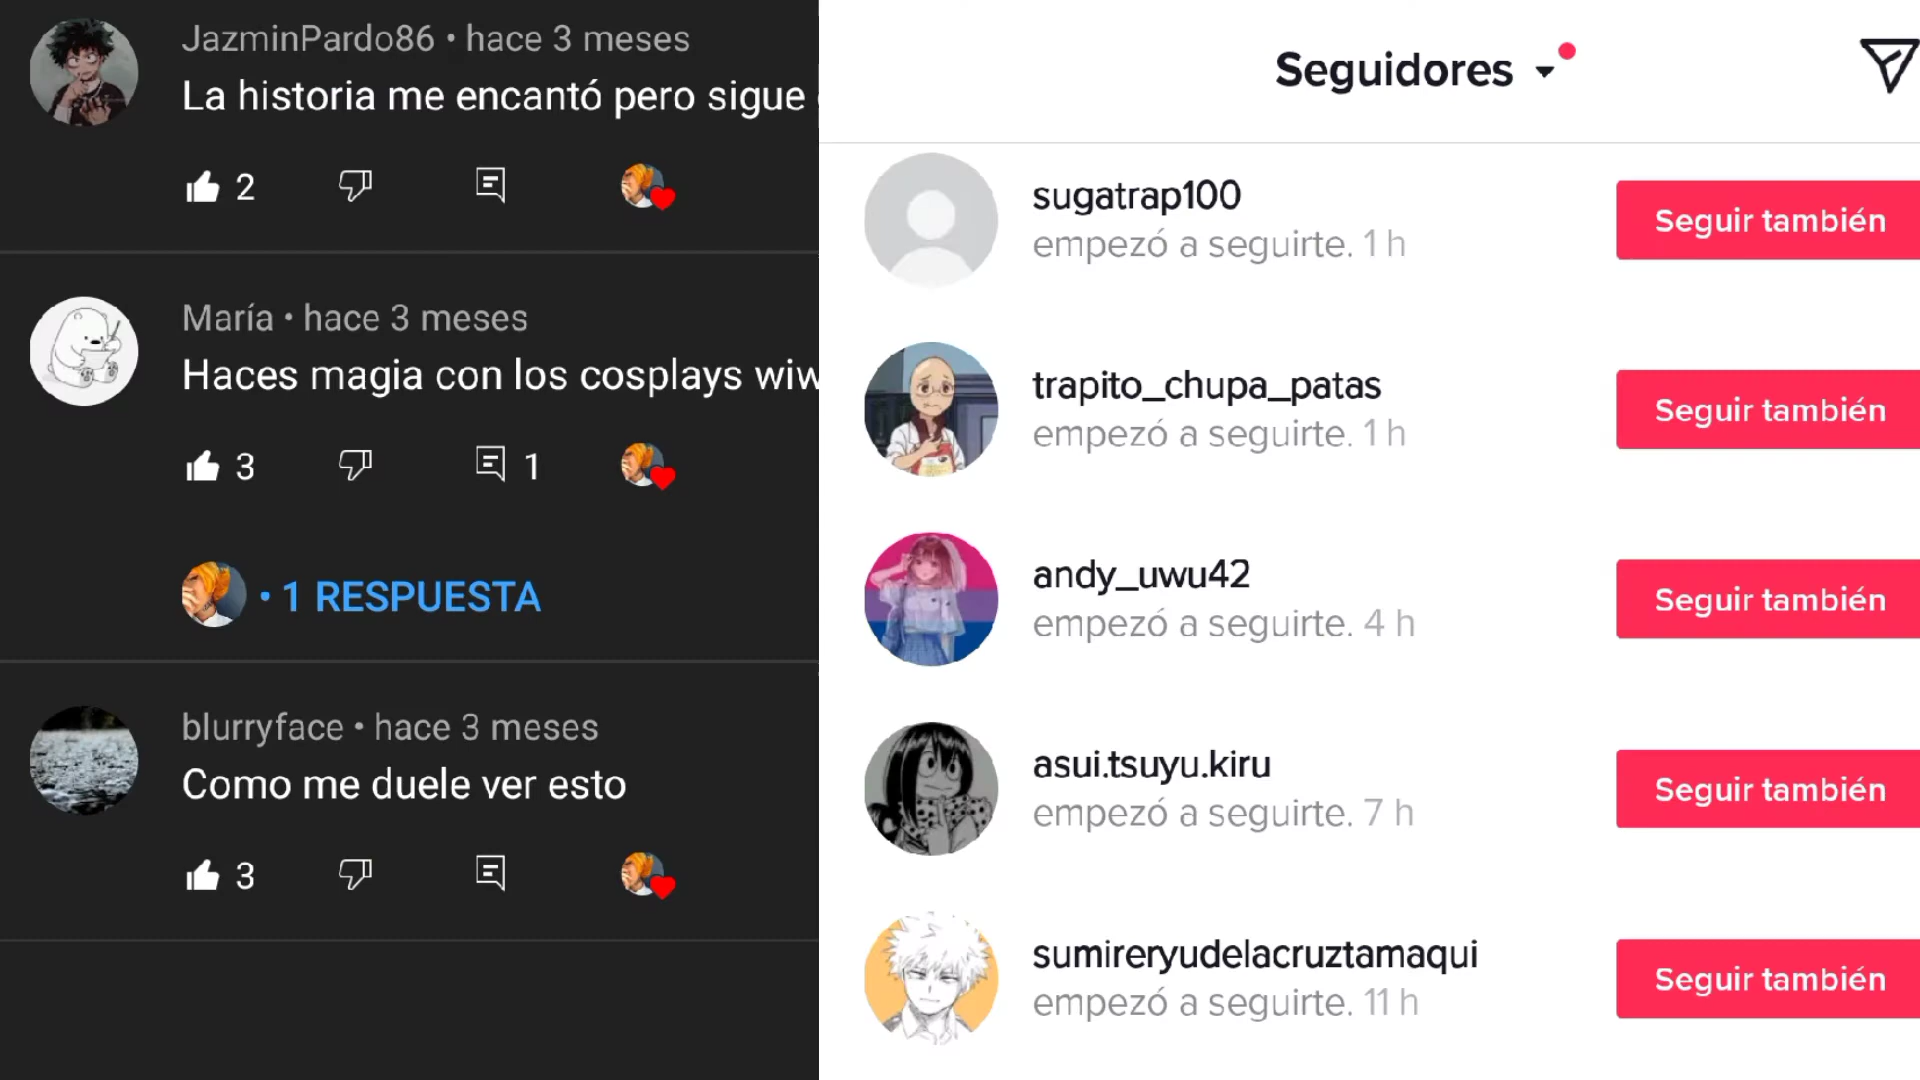 JazminPardo86 • hace 3 meses
La historia me encantó pero sigue
2
María • hace 3 meses
Haces magia con los cosplays wiw
3 1
• 1 RESPUESTA
blurryface • hace 3 meses
Como me duele ver esto
3
Seguidores
sugatrap100
empezó a seguirte. 1 h
Seguir también
trapito_chupa_patas
empezó a seguirte. 1 h
Seguir también
andy_uwu42
empezó a seguirte. 4 h
Seguir también
asui.tsuyu.kiru
empezó a seguirte. 7 h
Seguir también
sumireryudelacruztamaqui
empezó a seguirte. 11 h
Seguir también